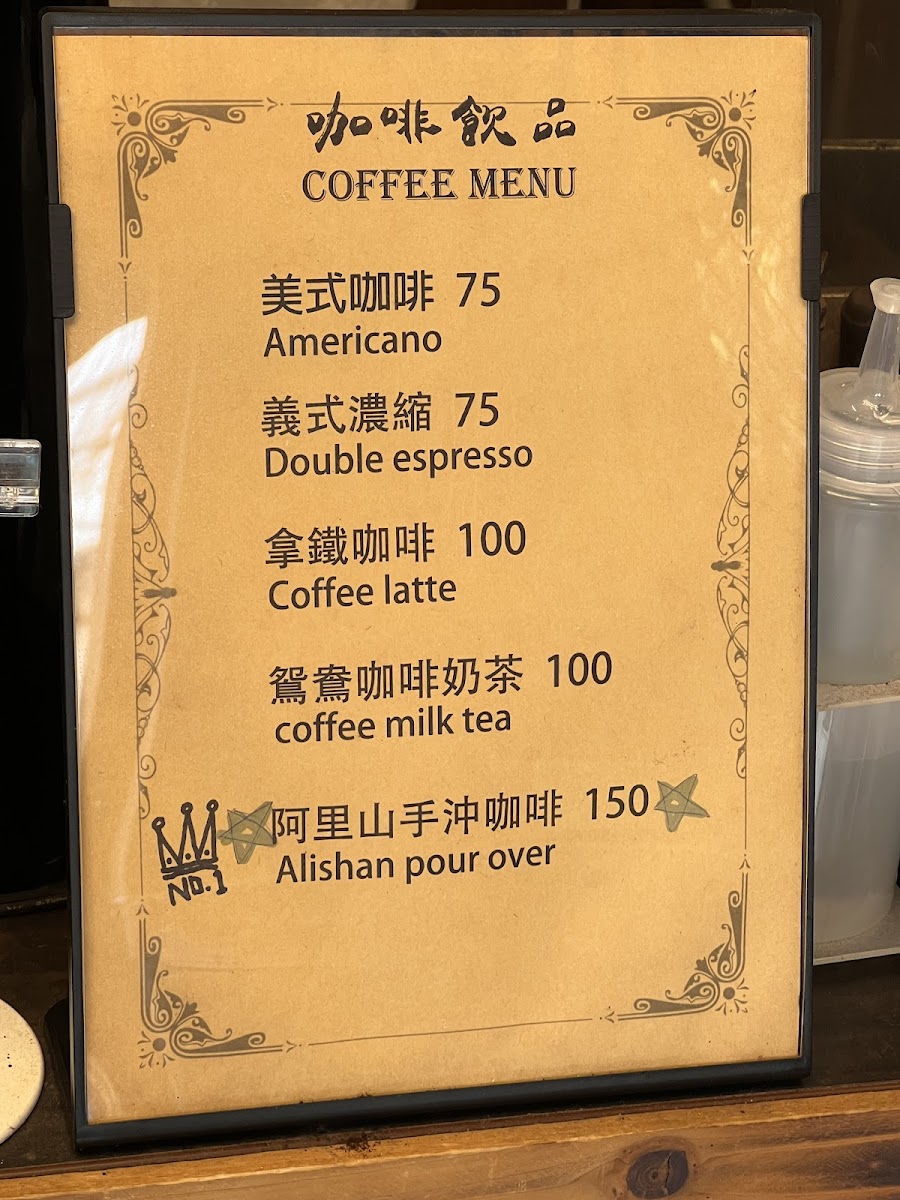 咖啡飲品
COFFEE MENU
美式咖啡 75
Americano
義式濃縮 75
Double espresso
拿鐵咖啡 100
Coffee latte
鴛鴦咖啡奶茶 100
coffee milk tea
阿里山手沖咖啡 150
Alishan pour over
NO.1